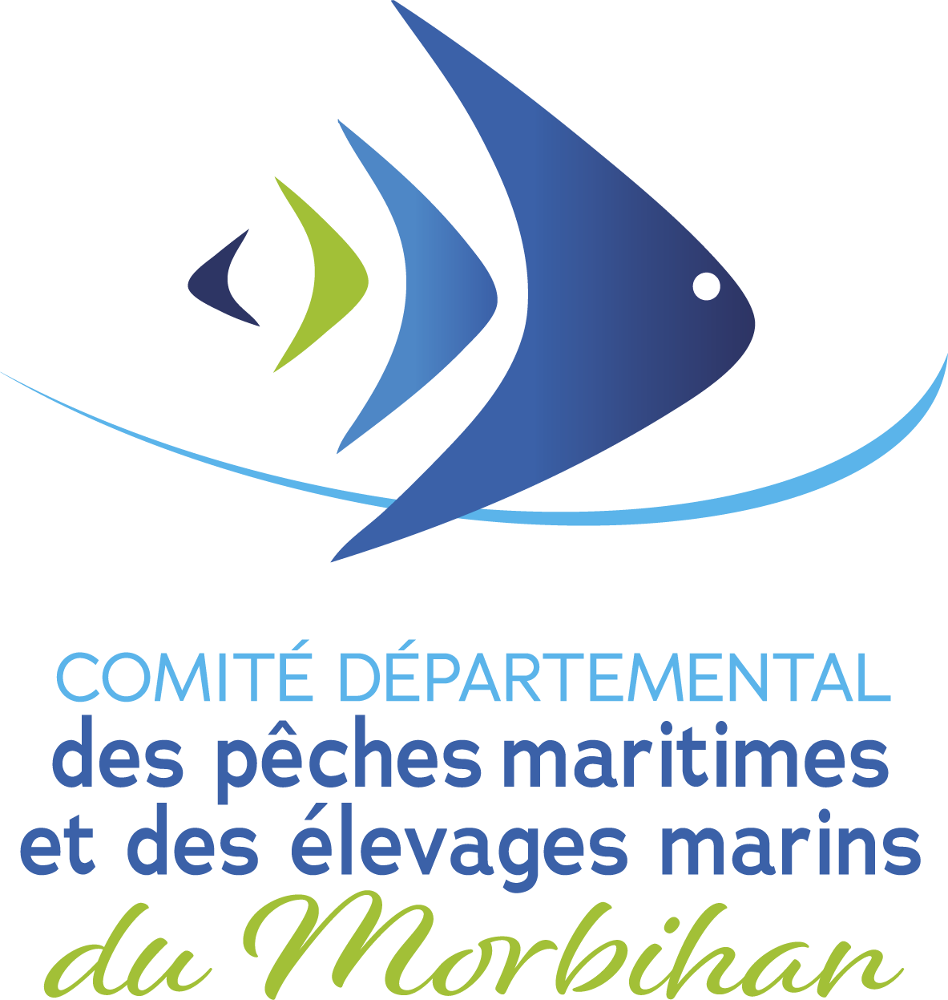 COMITÉ DÉPARTEMENTAL
des pêches maritimes
et des élevages marins
du Morbihan